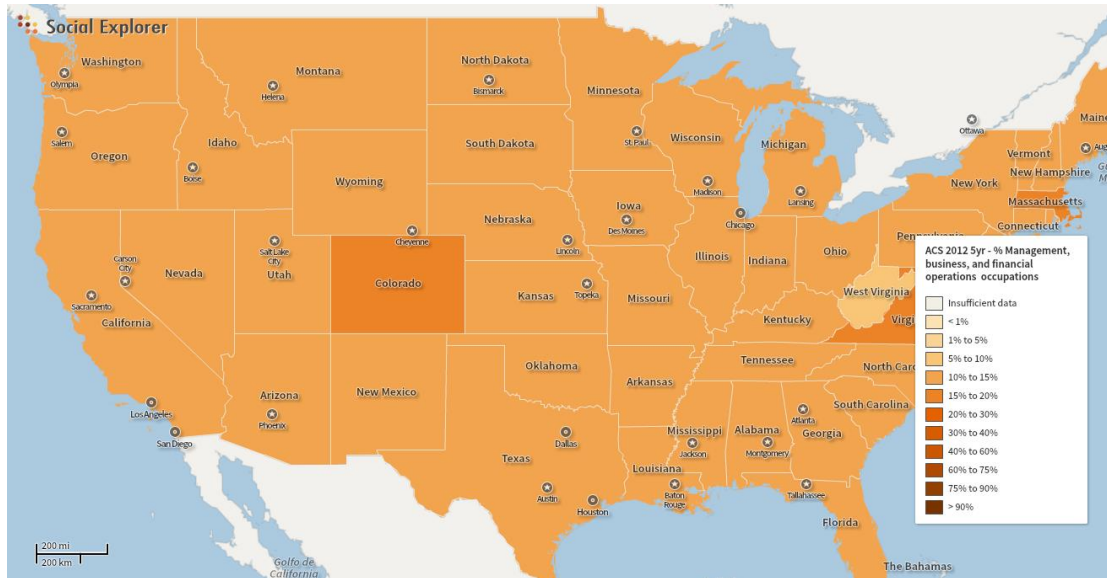 Social Explorer
Washington
Olympia
Montana
Helena
North Dakota
Bismarck
Minnesota
St. Paul
Ottawa
Maine
Salem
Oregon
Idaho
Boise
South Dakota
Wisconsin
Michigan
Vermont
New Hampshire
Wyoming
Madison
Lansing
New York
Massachusetts
Nebraska
Iowa
Des Moines
Chicago
Connecticut
Cheyenne
Lincoln
Salt Lake
City
Utah
Carson
City
Nevada
Sacramento
California
Colorado
Kansas
Topeka
Illinois
Indiana
Ohio
Missouri
West Virginia
Kentucky
Oklahoma
Tennessee
Arkansas
South Carolina
Arizona
Phoenix
New Mexico
Los Angeles
San Diego
Dallas
Texas
Austin
Houston
Mississippi
Jackson
Alabama
Montgomery
Atlanta
Georgia
Louisiana
Baton
Rouge
Tallahassee
Florida
The Bahamas
Golfo de
California
200 mi
200 km
ACS 2012 5yr - % Management,
business, and financial
operations occupations
Insufficient data
< 1%
1% to 5%
5% to 10%
10% to 15%
15% to 20%
20% to 30%
30% to 40%
40% to 60%
60% to 75%
75% to 90%
> 90%